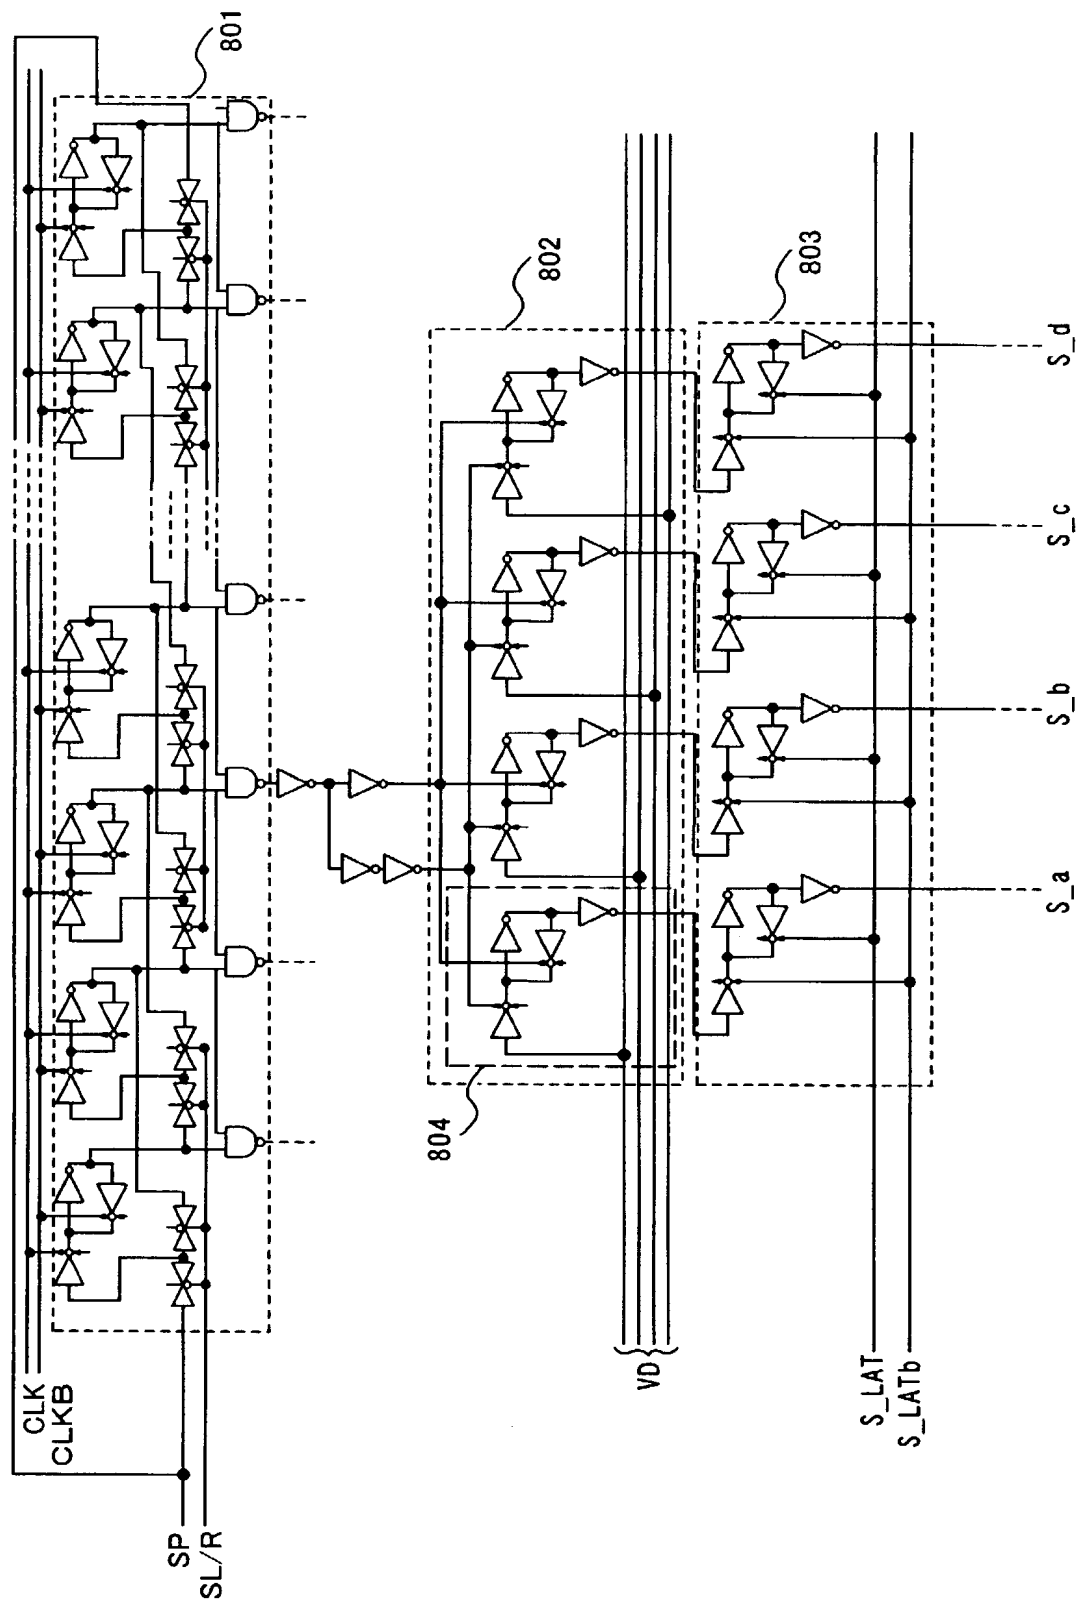 CLK
CLKB
SP
SL/R
801
802
803
804
VD
S_LAT
S_LATb
S_a
S_b
S_c
S_d